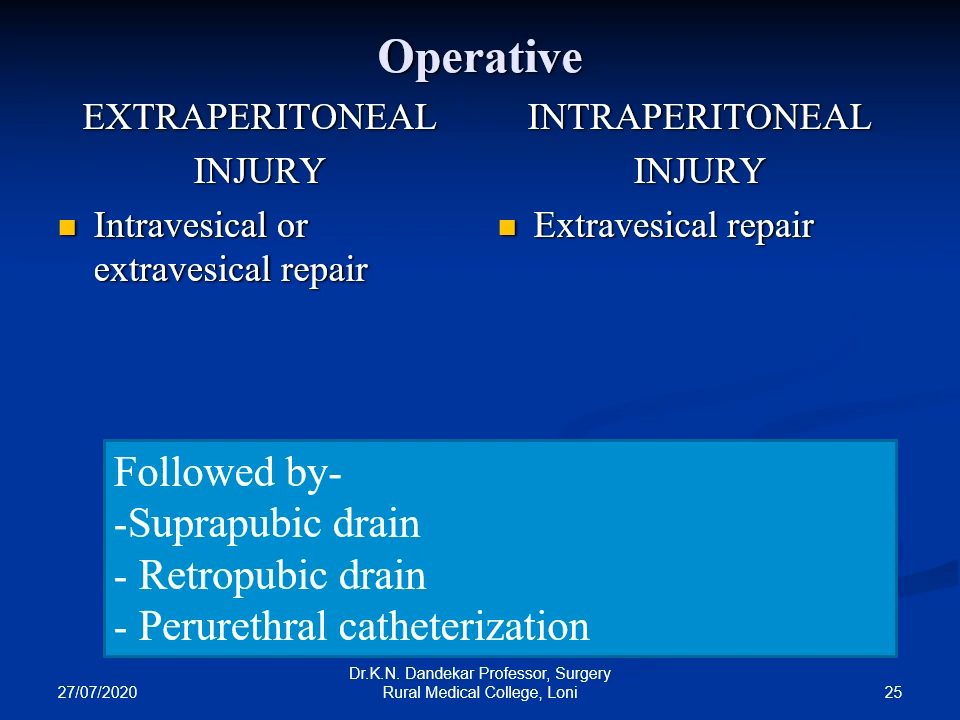 Operative
EXTRAPERITONEAL
INJURY
Intravesical or
extravesical repair
INTRAPERITONEAL
INJURY
Extravesical repair
Followed by-
-Suprapubic drain
- Retropubic drain
- Perurethral catheterization
27/07/2020
Dr.K.N. Dandekar Professor, Surgery
Rural Medical College, Loni
25